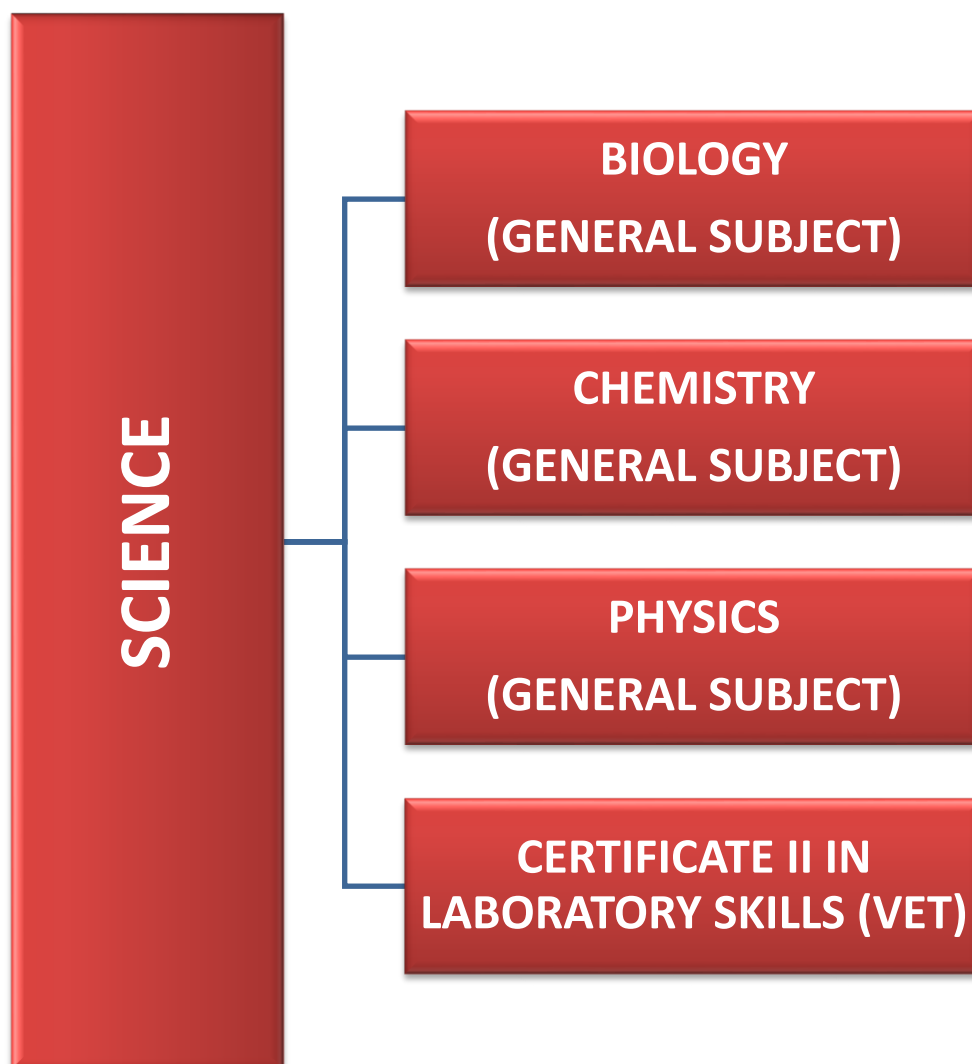 SCIENCE
BIOLOGY
(GENERAL SUBJECT)
CHEMISTRY
(GENERAL SUBJECT)
PHYSICS
(GENERAL SUBJECT)
CERTIFICATE II IN
LABORATORY SKILLS (VET)